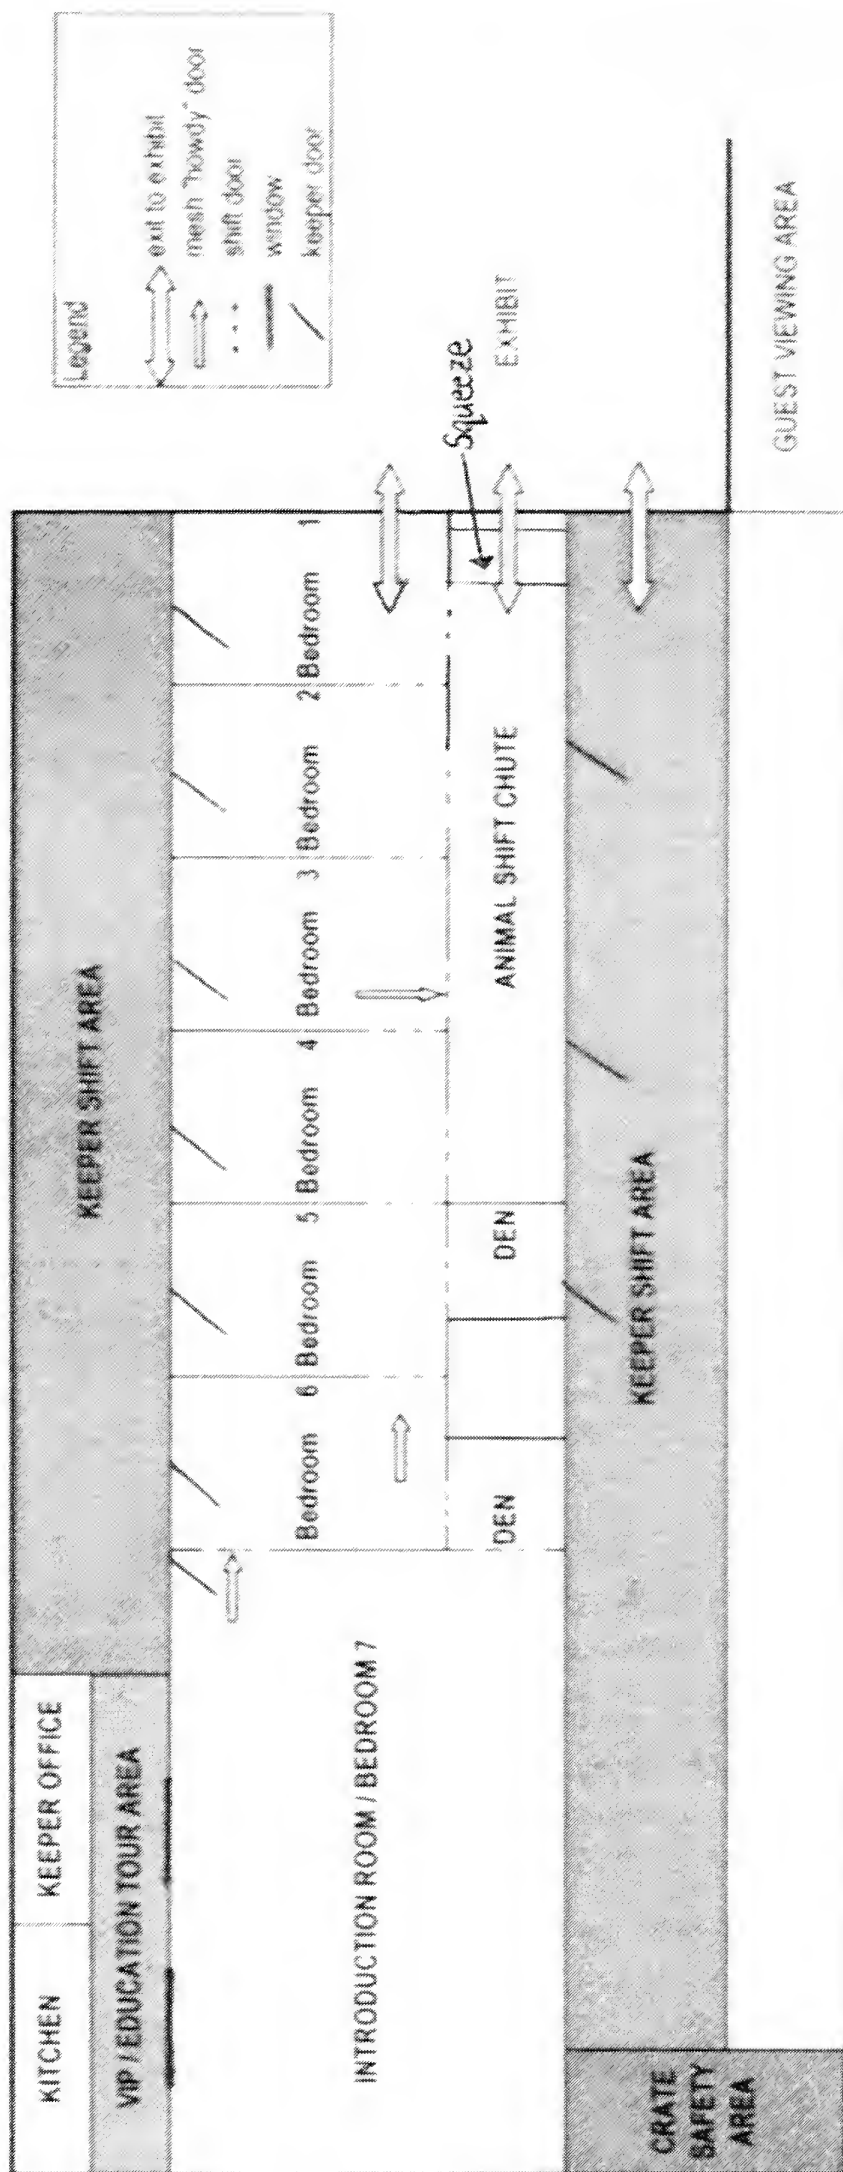 Legend
exit to exhibit
mesh "howdy" door
shift door
window
keeper door
KITCHEN
KEEPER OFFICE
VIP / EDUCATION TOUR AREA
KEEPER SHIFT AREA
INTRODUCTION ROOM / BEDROOM 7
Bedroom 6
Bedroom 5
Bedroom 4
Bedroom 3
Bedroom 2
Bedroom 1
DEN
DEN
ANIMAL SHIFT CHUTE
Squeeze
EXHIBIT
KEEPER SHIFT AREA
CRATE
SAFETY
AREA
GUEST VIEWING AREA